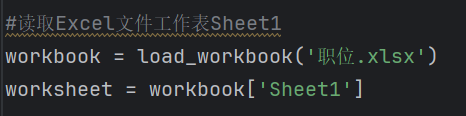 #读取Excel文件工作表Sheet1
workbook = load_workbook('职位.xlsx')
worksheet = workbook['Sheet1']